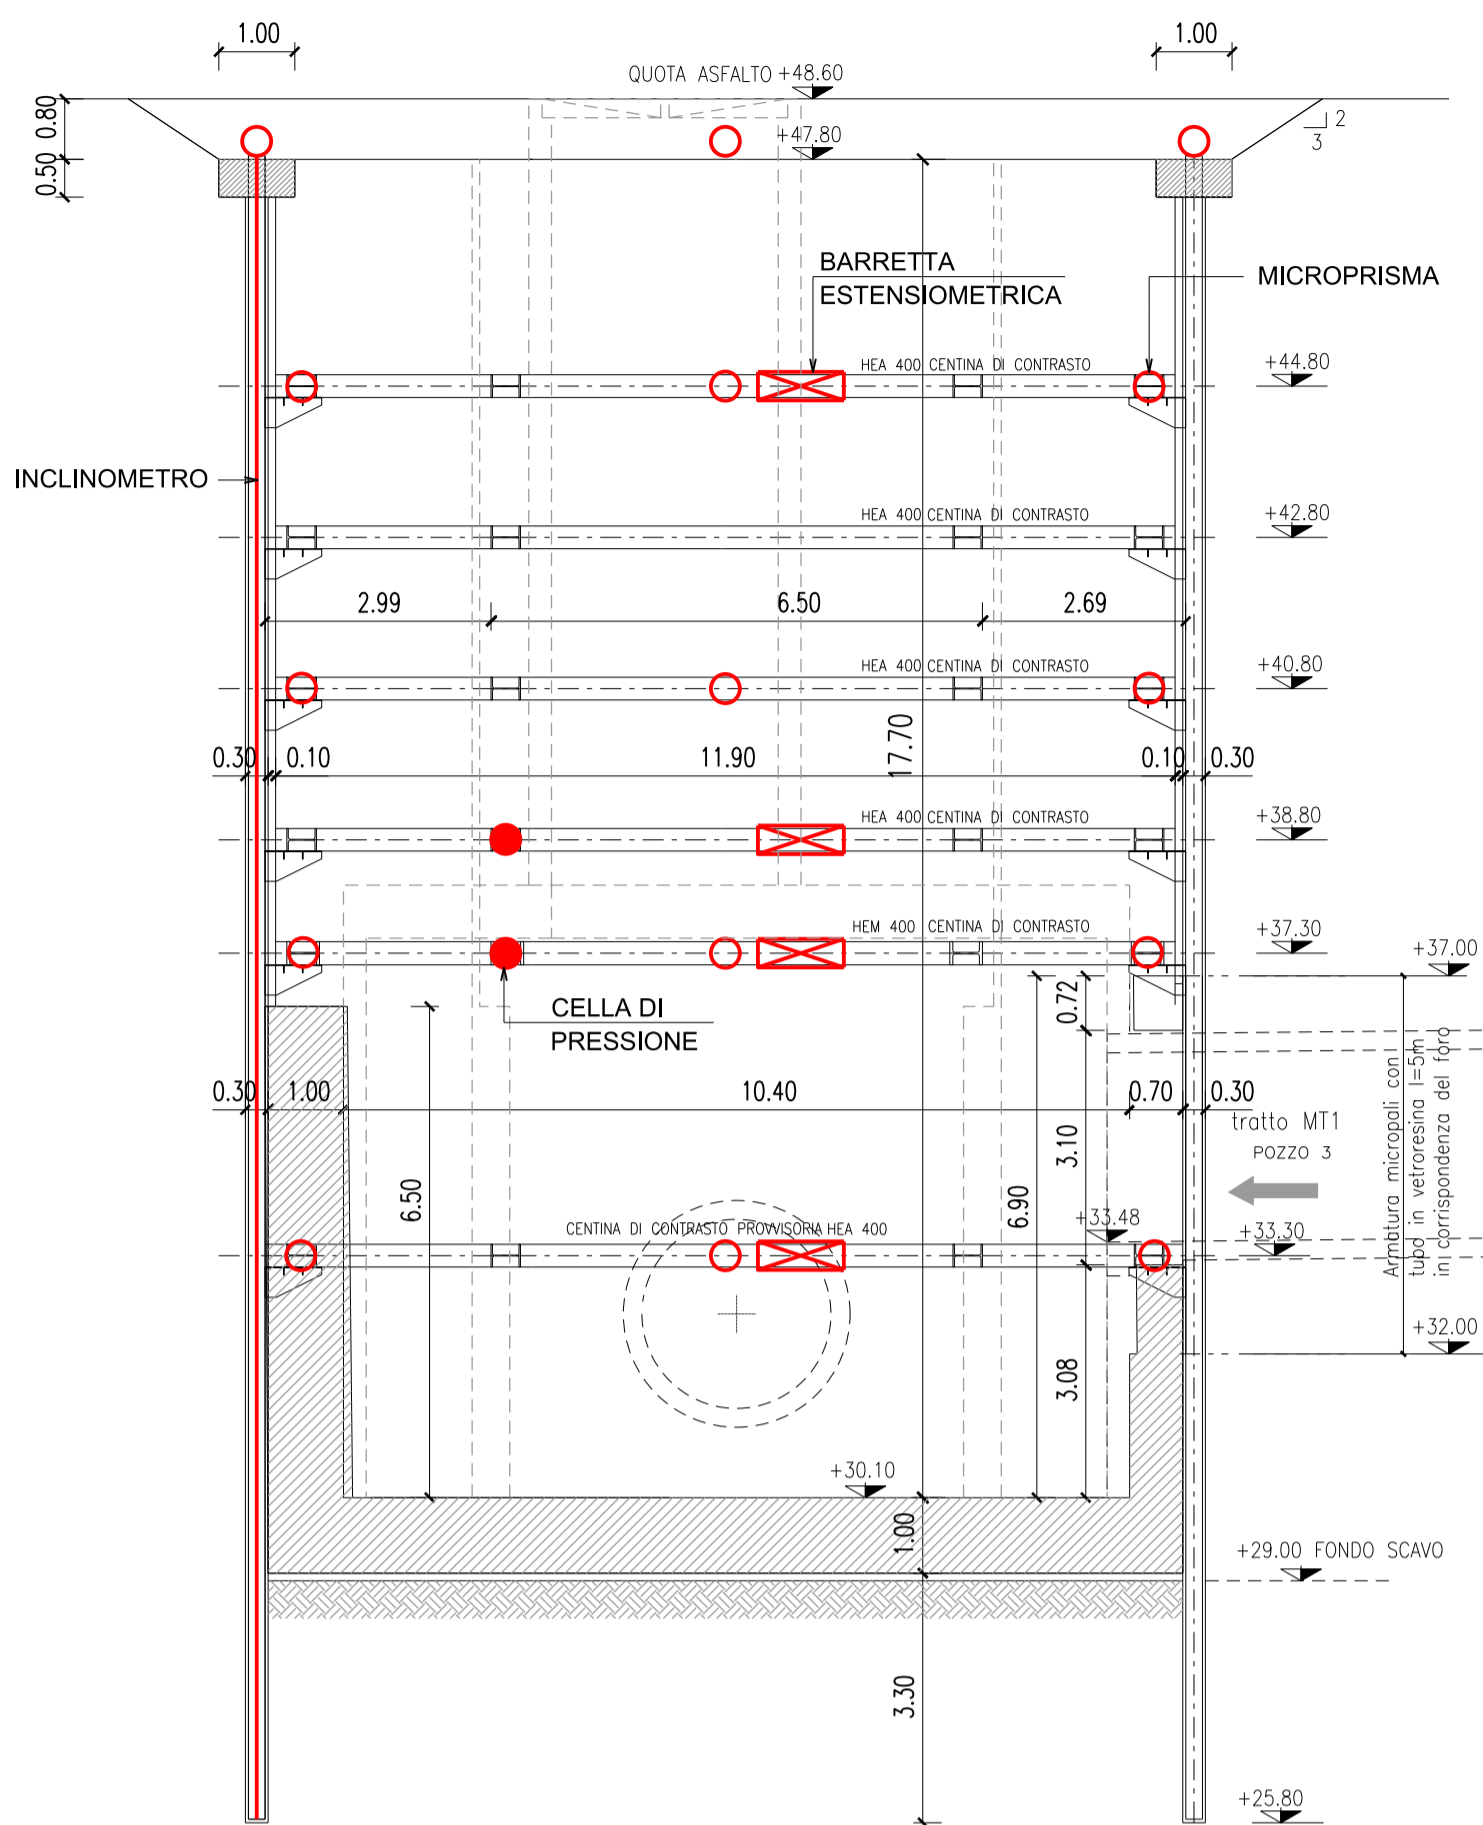 1.00
1.00
QUOTA ASFALTO +48.60
0.80
2
3
+47.80
0.50
BARRETTA
ESTENSIOMETRICA
MICROPRISMA
HEA 400 CENTINA DI CONTRASTO
+44.80
INCLINOMETRO
HEA 400 CENTINA DI CONTRASTO
+42.80
2.99
6.50
2.69
HEA 400 CENTINA DI CONTRASTO
+40.80
17.70
0.30
0.10
11.90
0.10
0.30
HEA 400 CENTINA DI CONTRASTO
+38.80
HEM 400 CENTINA DI CONTRASTO
+37.30
+37.00
0.72
CELLA DI
PRESSIONE
0.30
1.00
10.40
0.70
0.30
tratto MT1
POZZO 3
Armatura micropali con
tubo in vetroresina l=5m
in corrispondenza del foro
3.10
6.50
6.90
+33.48
CENTINA DI CONTRASTO PROVVISORIA HEA 400
+33.30
+32.00
3.08
+30.10
1.00
+29.00 FONDO SCAVO
3.30
+25.80